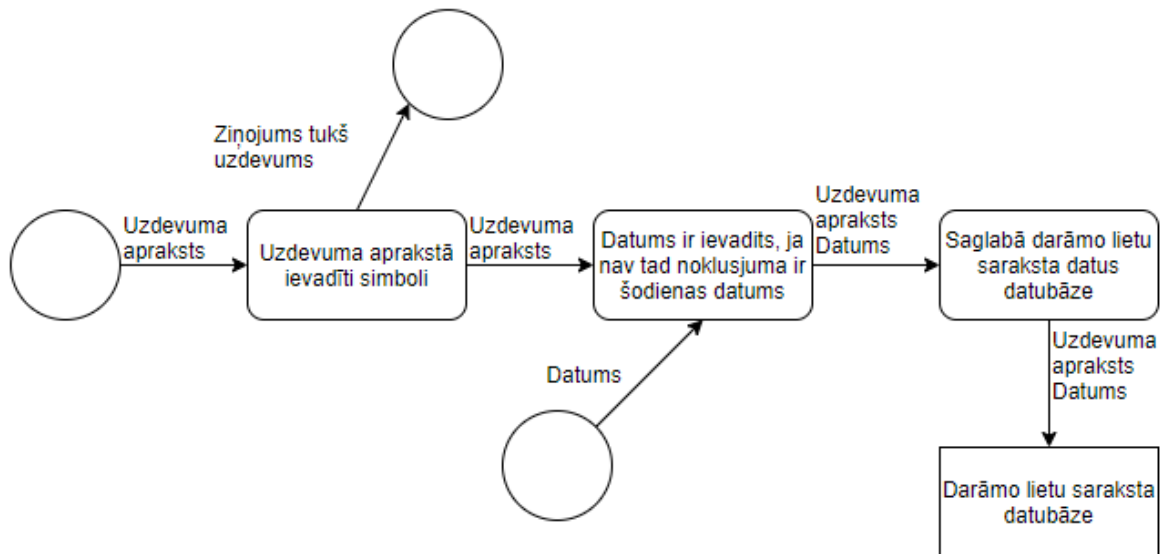 Ziņojums tukš
uzdevums
Uzdevuma
apraksts
Uzdevuma aprakstā
ievadīti simboli
Uzdevuma
apraksts
Datums ir ievadits, ja
nav tad noklusjuma ir
šodienas datums
Uzdevuma
apraksts
Datums
Saglabā darāmo lietu
saraksta datus
datubāze
Datums
Uzdevuma
apraksts
Datums
Darāmo lietu saraksta
datubāze